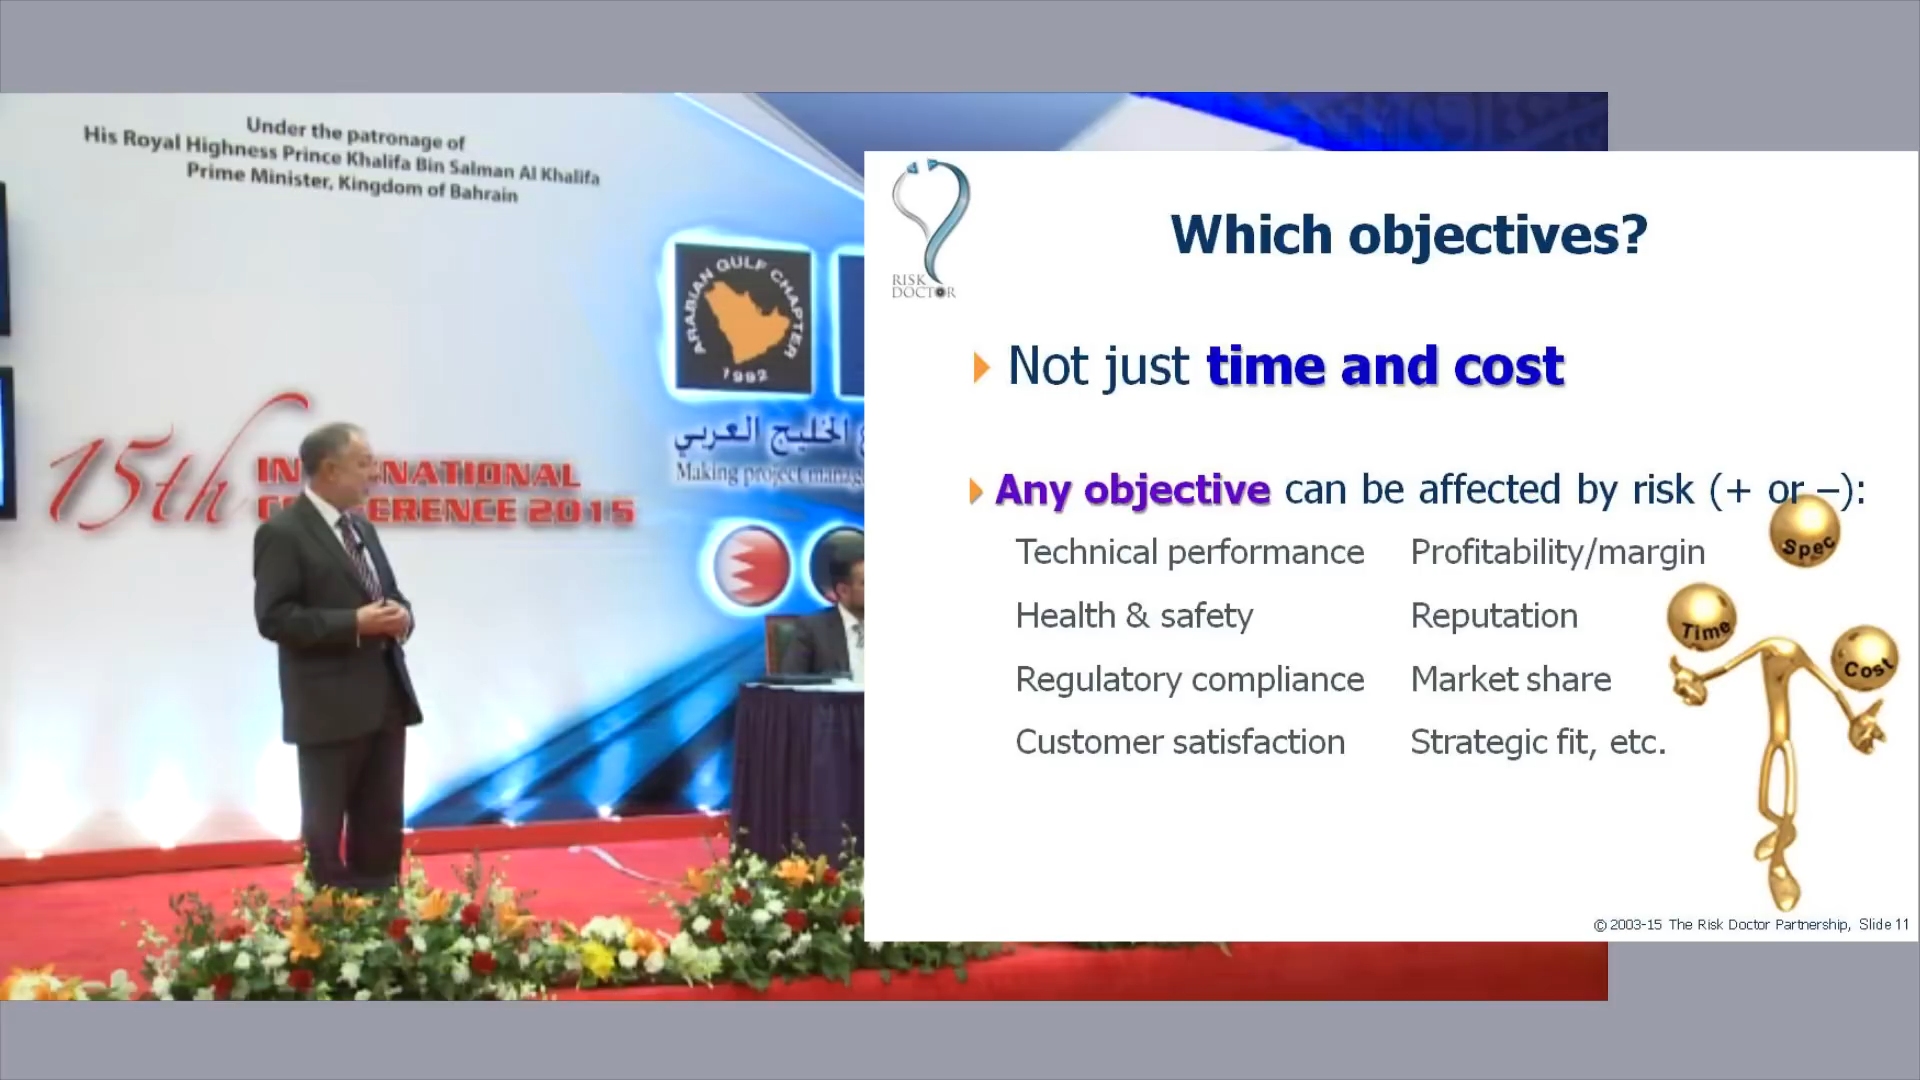 Under the patronage of
His Royal Highness Prince Khalifa Bin Salman Al Khalifa
Prime Minister, Kingdom of Bahrain
ARABIAN GULF CHAPTER
1992
الخليج العربي
Making project
15th
INTERNATIONAL
CONFERENCE 2015
RISK
DOCTOR
Which objectives?
Not just time and cost
Any objective can be affected by risk (+ or –):
Technical performance Profitability/margin
Health & safety Reputation
Regulatory compliance Market share
Customer satisfaction Strategic fit, etc.
Spec
Time
Cost
© 2003-15 The Risk Doctor Partnership, Slide 11